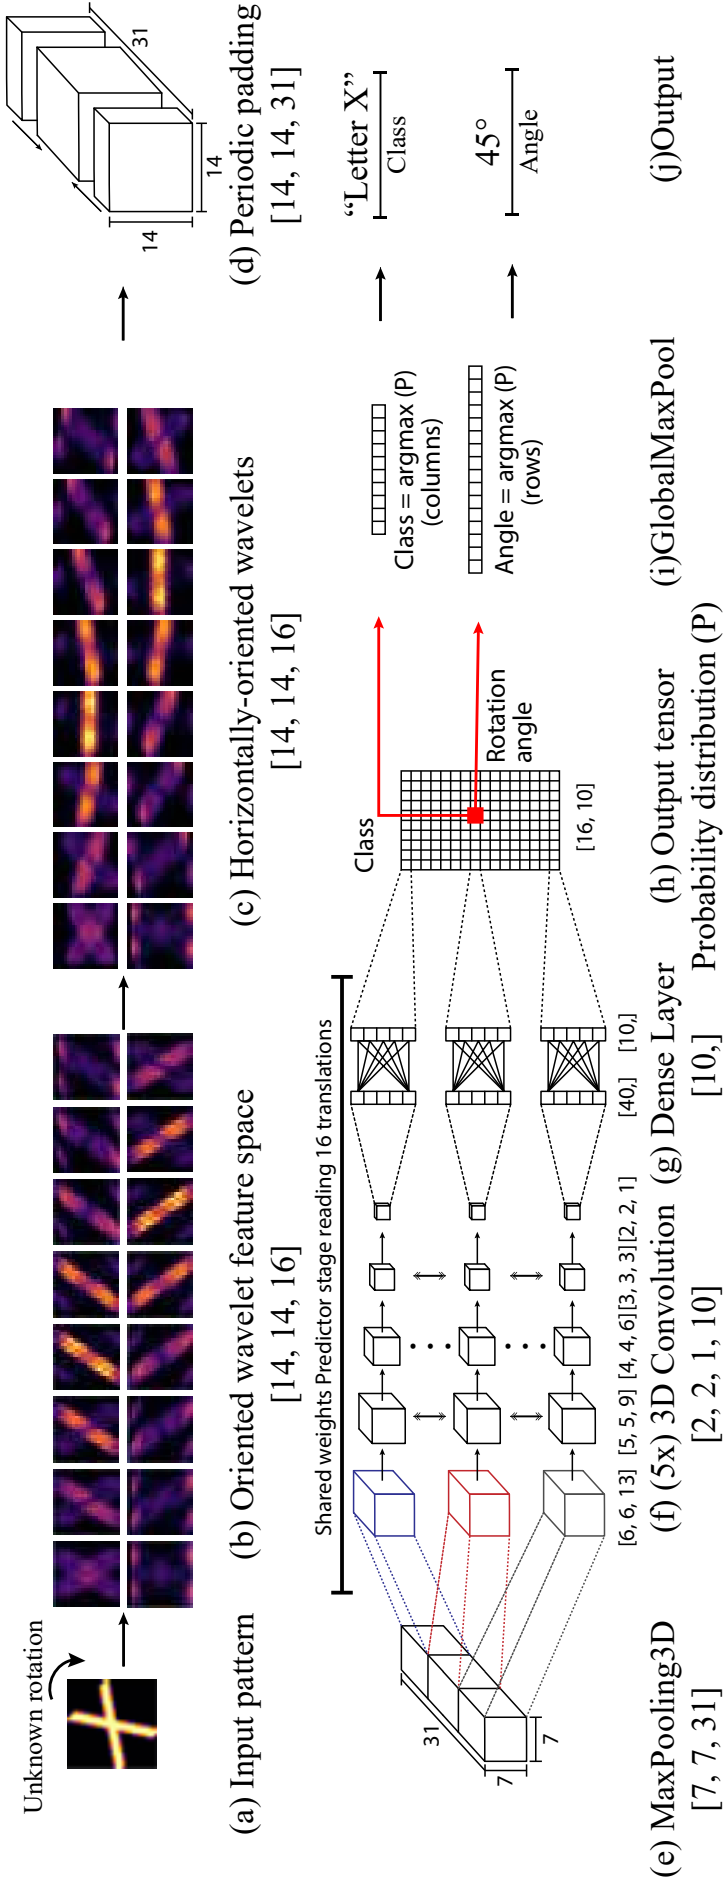 Unknown rotation
(a) Input pattern
(b) Oriented wavelet feature space
[14, 14, 16]
(c) Horizontally-oriented wavelets
[14, 14, 16]
31
14
14
(d) Periodic padding
[14, 14, 31]
31
7
7
(e) MaxPooling3D
[7, 7, 31]
Shared weights Predictor stage reading 16 translations
[6, 6, 13]
[5, 5, 9]
[4, 4, 6]
[3, 3, 3]
[2, 2, 1]
(f) (5x) 3D Convolution
[2, 2, 1, 10]
[40,]
[10,]
(g) Dense Layer
[10,]
Class
Rotation
angle
[16, 10]
(h) Output tensor
Probability distribution (P)
Class = argmax (P)
(columns)
Angle = argmax (P)
(rows)
(i)GlobalMaxPool
“Letter X”
Class
45°
Angle
(j)Output